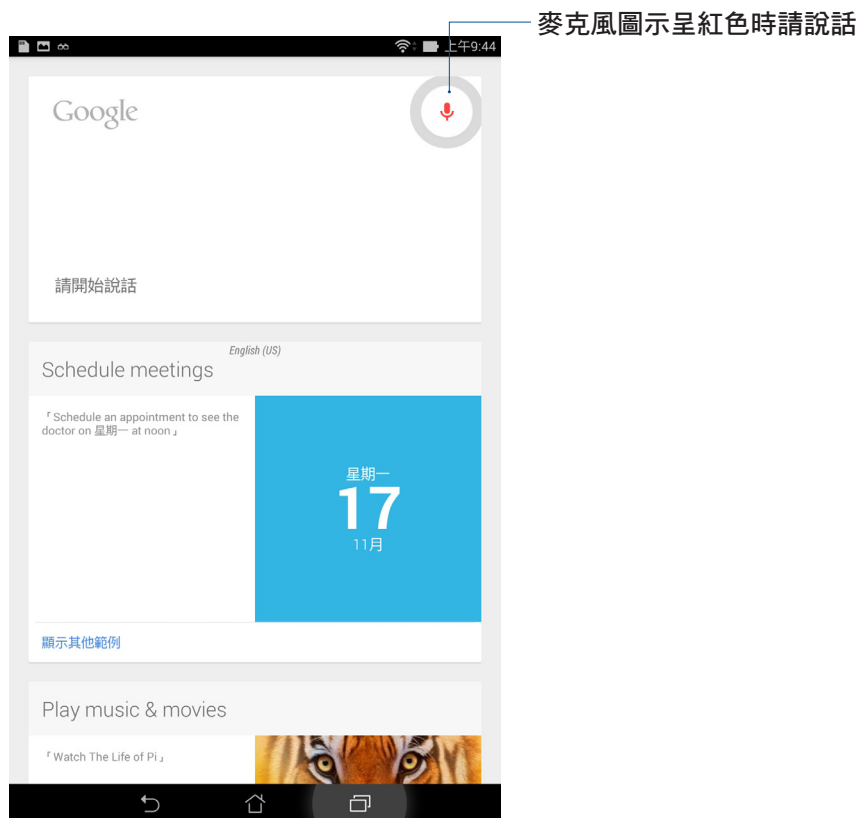 麥克風圖示呈紅色時請說話
上午9:44
Google
請開始說話
English (US)
Schedule meetings
「Schedule an appointment to see the
doctor on 星期一 at noon」
星期一
17
11月
顯示其他範例
Play music & movies
「Watch The Life of Pi」